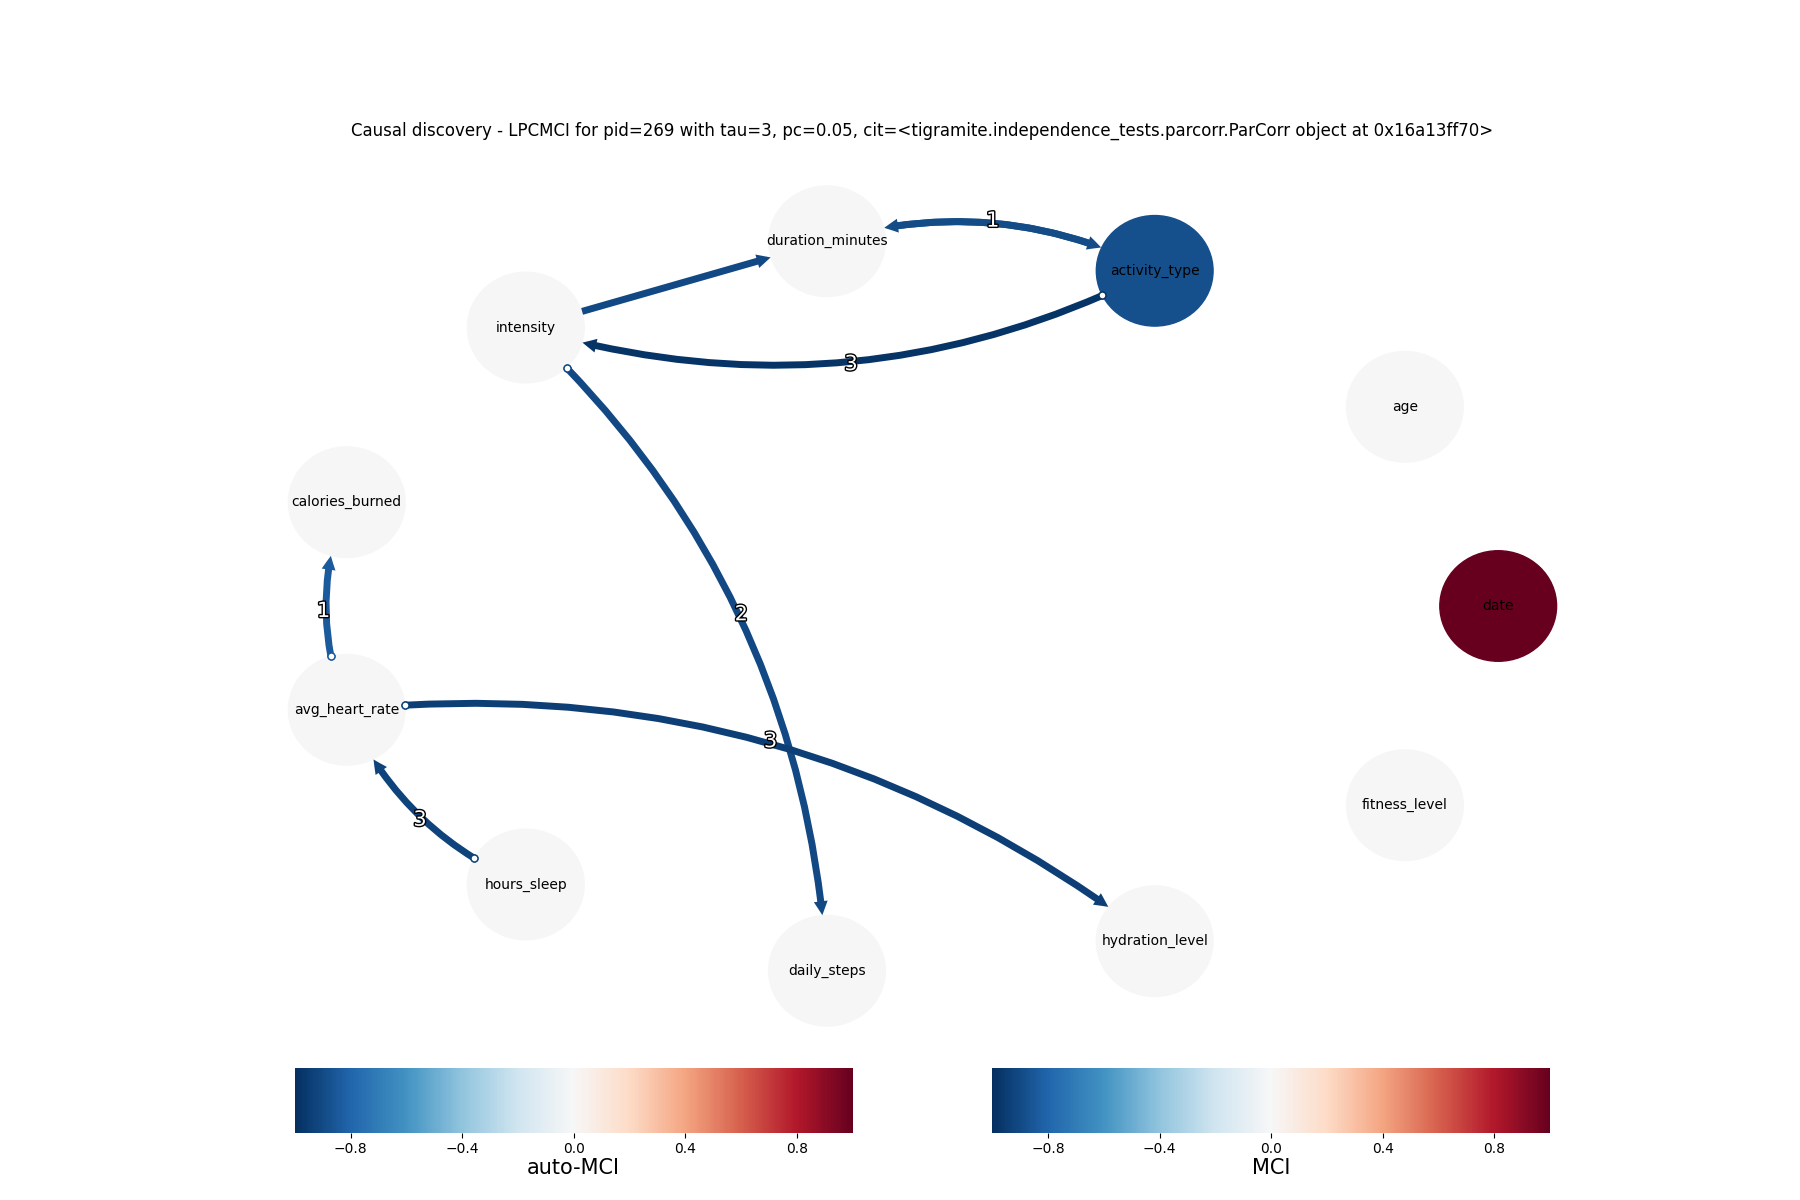 Causal discovery - LPCMCI for pid=269 with tau=3, pc=0.05, cit=<tigramite.independence_tests.parcorr.ParCorr object at 0x16a13ff70>
1
duration_minutes
activity_type
intensity
3
age
calories_burned
date
1
2
avg_heart_rate
3
fitness_level
3
hours_sleep
hydration_level
daily_steps
−0.8 −0.4 0.0 0.4 0.8
auto-MCI
−0.8 −0.4 0.0 0.4 0.8
MCI